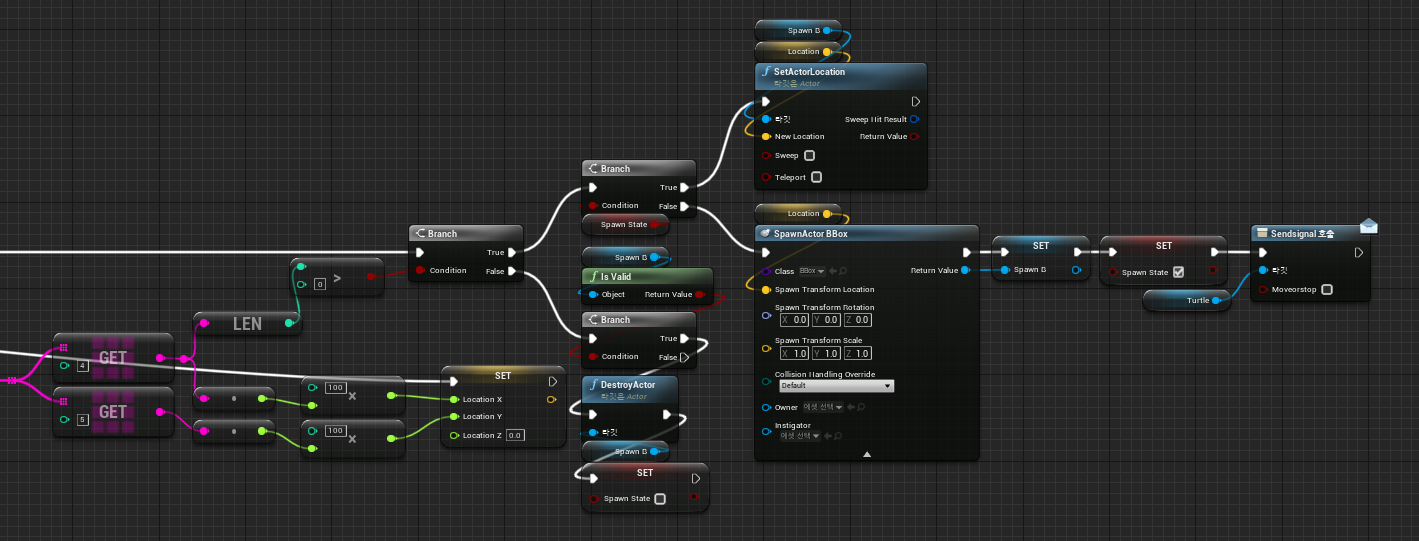 Spawn B
Location
SetActorLocation
타깃은 Actor
타깃
Sweep Hit Result
New Location
Return Value
Sweep
Teleport
Branch
True
Condition
False
Spawn State
Branch
True
Condition
False
Spawn B
Is Valid
Object
Return Value
Branch
True
Condition
False
DestroyActor
타깃은 Actor
타깃
Spawn B
SET
Spawn State
Location
SpawnActor BBox
Class
BBox
Return Value
Spawn Transform Location
Spawn Transform Rotation
X 0.0 Y 0.0 Z 0.0
Spawn Transform Scale
X 1.0 Y 1.0 Z 1.0
Collision Handling Override
Default
Owner
에셋 선택
Instigator
에셋 선택
SET
Spawn B
SET
Spawn State
Sendsignal 호출
타깃
Moveorstop
Turtle
0
>
LEN
GET
4
GET
5
100
x
100
x
SET
Location X
Location Y
Location Z 0.0